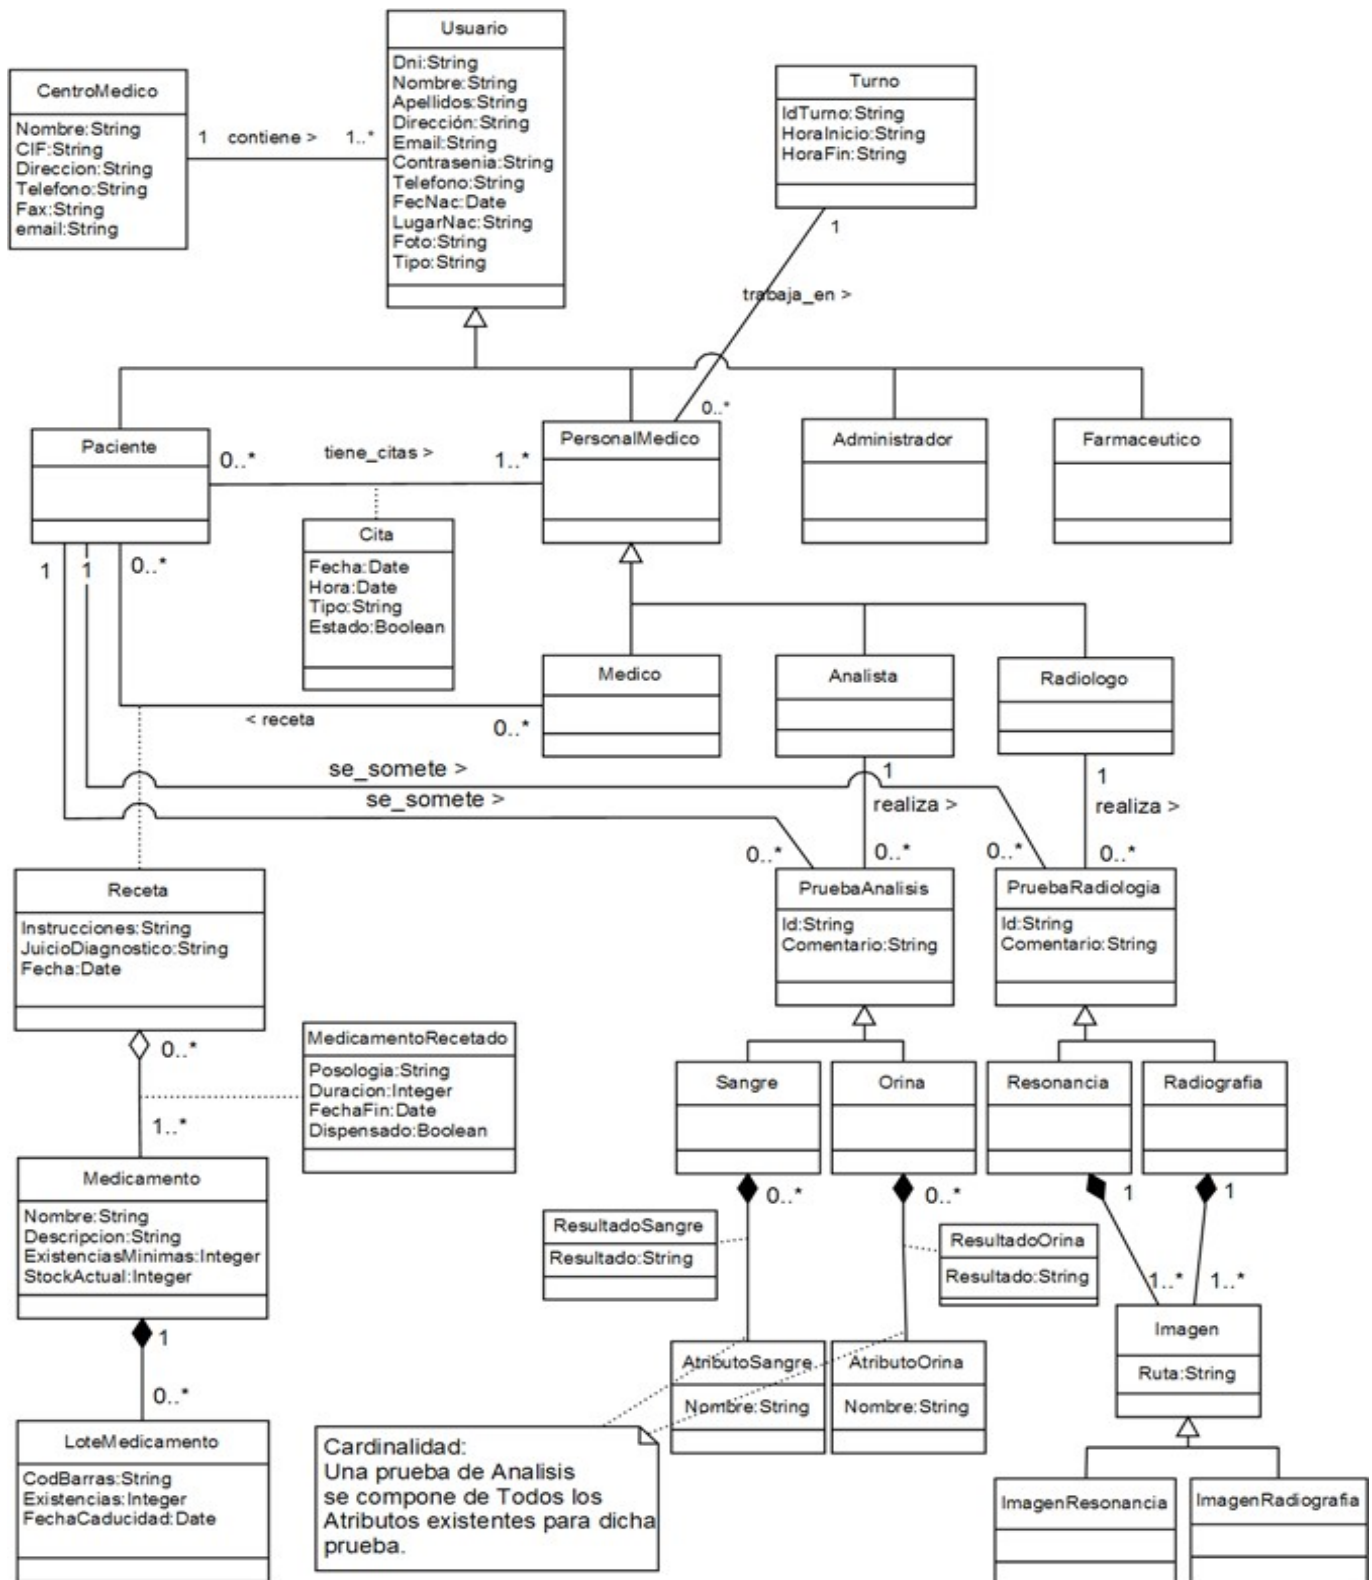 Usuario
Dni:String
Nombre:String
Apellidos:String
Dirección:String
Email:String
Contrasenia:String
Telefono:String
FecNac:Date
LugarNac:String
Foto:String
Tipo:String
CentroMedico
Nombre:String
CIF:String
Direccion:String
Telefono:String
Fax:String
email:String
1 contiene > 1..*
Turno
IdTurno:String
HoraInicio:String
HoraFin:String
1
trabaja_en >
0..*
Paciente
0..* tiene_citas > 1..*
PersonalMedico
Administrador
Farmaceutico
Cita
Fecha:Date
Hora:Date
Tipo:String
Estado:Boolean
1 1 0..*
Medico
Analista
Radiologo
< receta 0..*
se_somete >
se_somete >
1
realiza >
1
realiza >
0..* 0..* 0..* 0..*
Receta
Instrucciones:String
JuicioDiagnostico:String
Fecha:Date
PruebaAnalisis
Id:String
Comentario:String
PruebaRadiologia
Id:String
Comentario:String
0..*
MedicamentoRecetado
Posologia:String
Duracion:Integer
FechaFin:Date
Dispensado:Boolean
1..*
Sangre
Orina
Resonancia
Radiografia
Medicamento
Nombre:String
Descripcion:String
ExistenciasMinimas:Integer
StockActual:Integer
0..* 0..* 1 1
ResultadoSangre
Resultado:String
ResultadoOrina
Resultado:String
1..* 1..*
1
0..*
AtributoSangre
Nombre:String
AtributoOrina
Nombre:String
Imagen
Ruta:String
LoteMedicamento
CodBarras:String
Existencias:Integer
FechaCaducidad:Date
Cardinalidad:
Una prueba de Analisis
se compone de Todos los
Atributos existentes para dicha
prueba.
ImagenResonancia
ImagenRadiografia